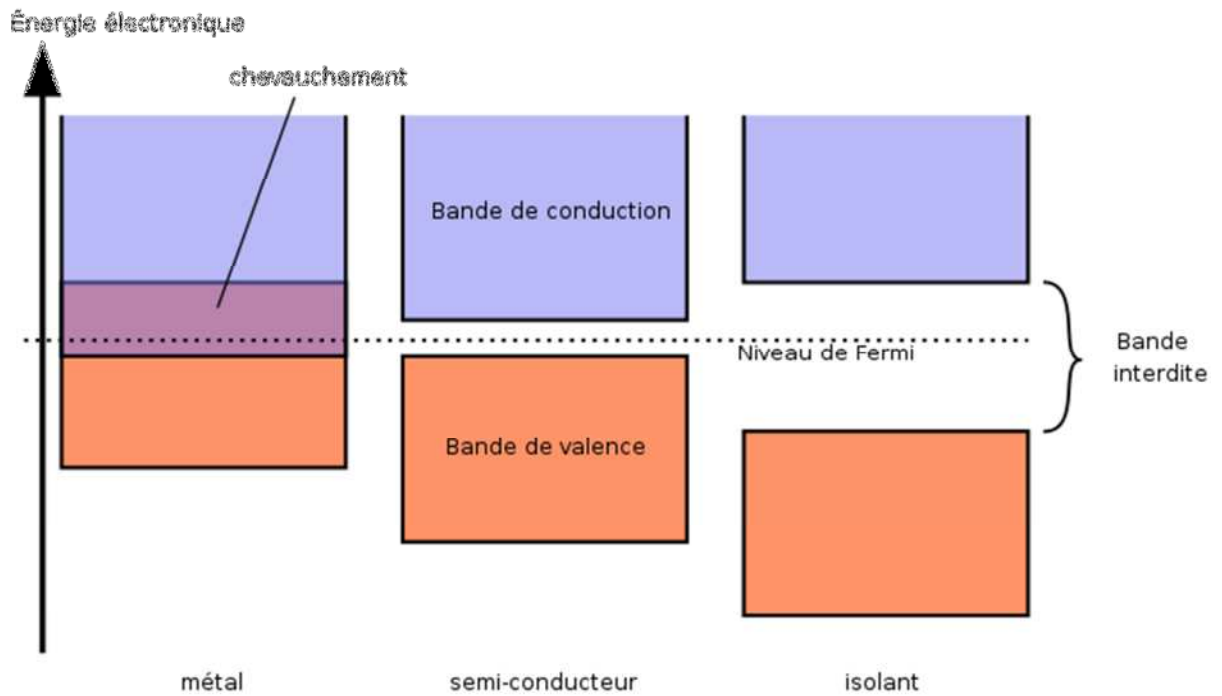 Énergie électronique
chevauchement
Bande de conduction
Niveau de Fermi
Bande
interdite
Bande de valence
métal
semi-conducteur
isolant